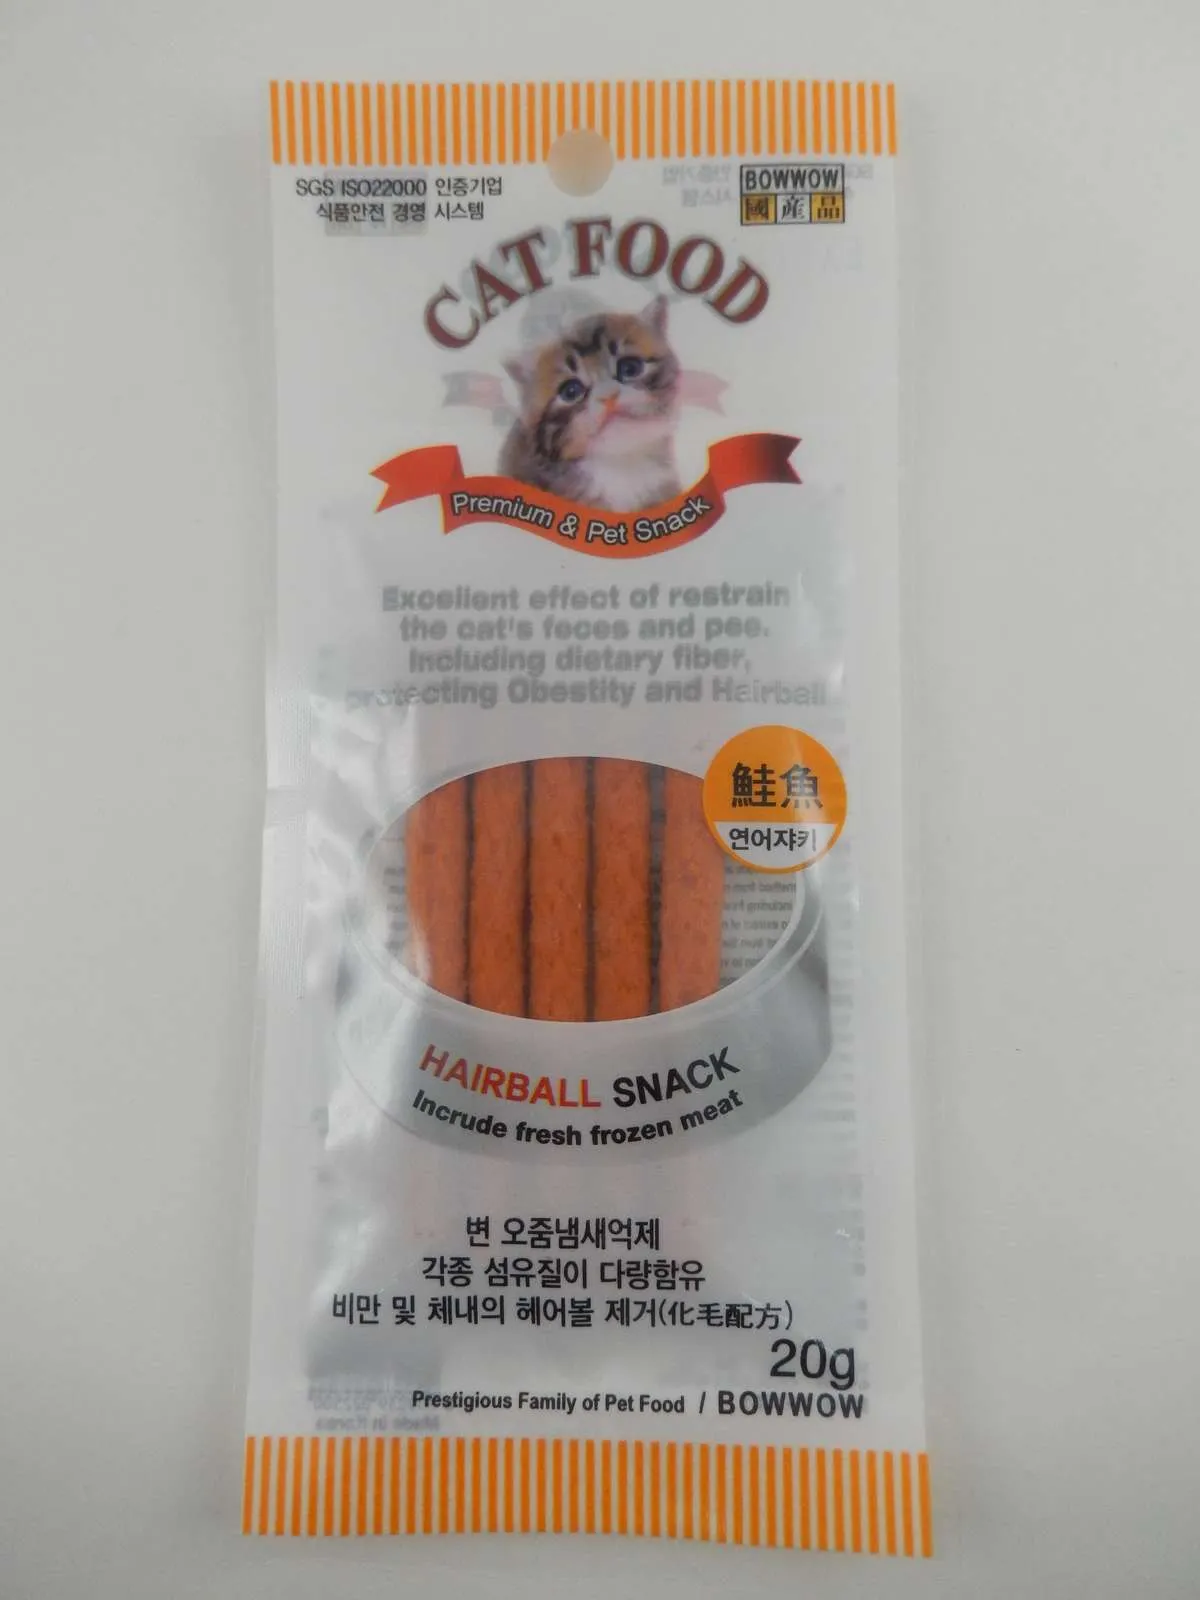 SGS ISO22000 인증기업
식품안전 경영 시스템
BOWWOW
國産品
CAT FOOD
Premium & Pet Snack
Excellent effect of restrain
the cat's feces and pee.
Including dietary fiber,
protecting Obestity and Hairball
鮭魚
연어쟈키
HAIRBALL SNACK
Incrude fresh frozen meat
변 오줌냄새억제
각종 섬유질이 다량함유
비만 및 체내의 헤어볼 제거(化毛配方)
20g
Prestigious Family of Pet Food / BOWWOW
Made in Korea